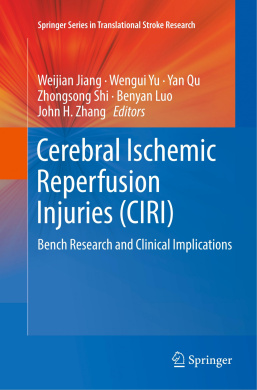 Springer Series in Translational Stroke Research
Weijian Jiang · Wengui Yu · Yan Qu
Zhongsong Shi · Benyan Luo
John H. Zhang Editors
Cerebral Ischemic
Reperfusion
Injuries (CIRI)
Bench Research and Clinical Implications
Springer